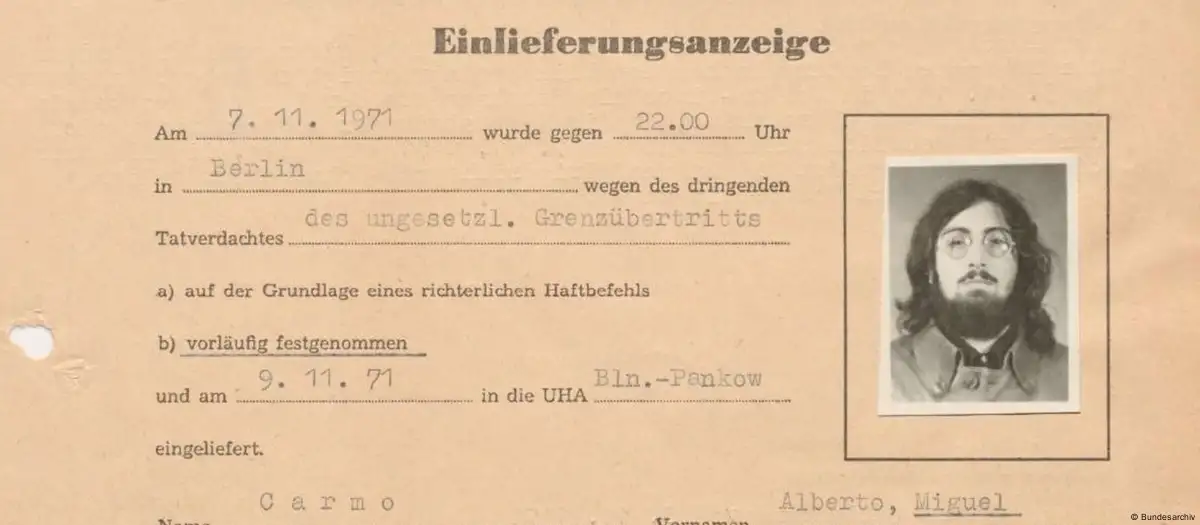 Einlieferungsanzeige
Am 7. 11. 1971 wurde gegen 22.00 Uhr
in Berlin wegen des dringenden
Tatverdachtes des ungesetzl. Grenzübertritts
a) auf der Grundlage eines richterlichen Haftbefehls
b) vorläufig festgenommen
und am 9. 11. 71 in die UHA Bln.-Pankow
eingeliefert.
Carmo Alberto, Miguel
Name Vornamen
© Bundesarchiv